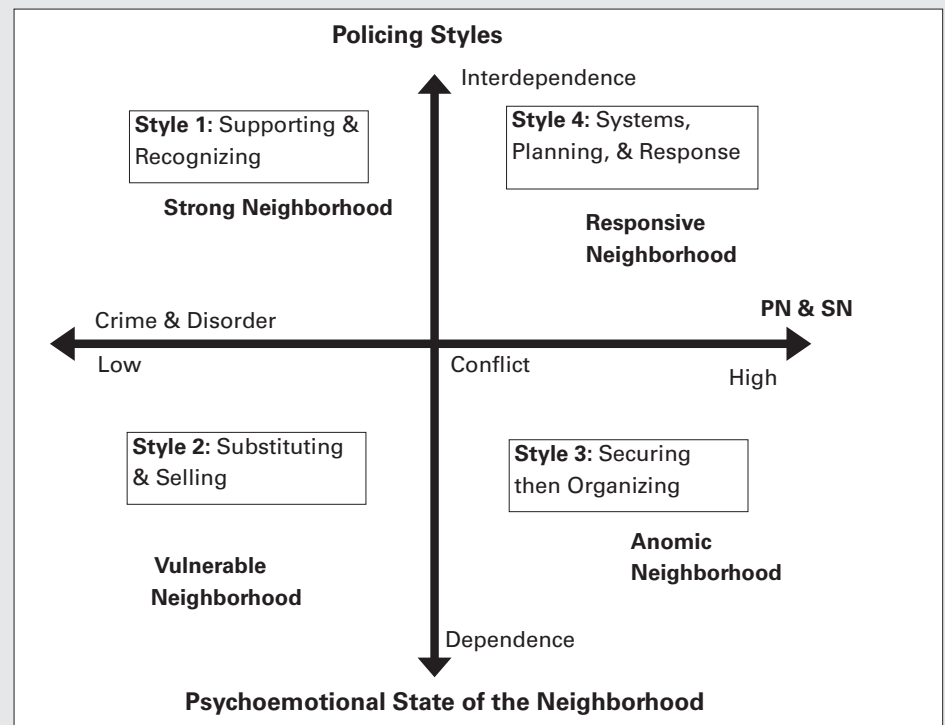 Policing Styles
Interdependence
Style 1: Supporting &
Recognizing
Strong Neighborhood
Style 4: Systems,
Planning, & Response
Responsive
Neighborhood
PN & SN
Crime & Disorder
Low
Conflict
High
Style 2: Substituting
& Selling
Vulnerable
Neighborhood
Style 3: Securing
then Organizing
Anomic
Neighborhood
Dependence
Psychoemotional State of the Neighborhood